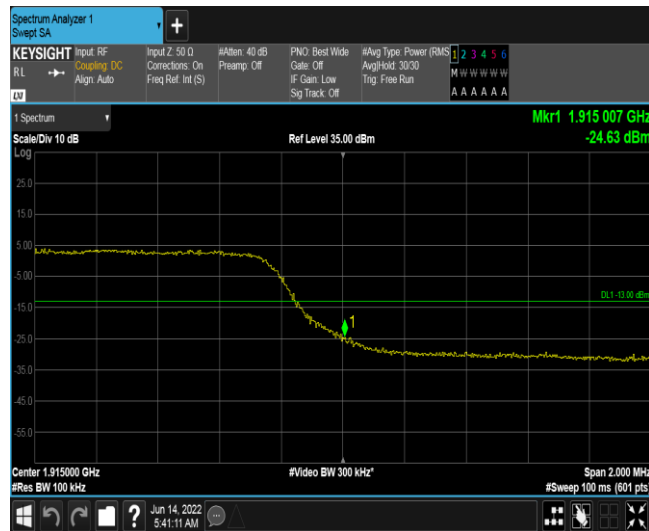 Spectrum Analyzer 1
Swept SA
+
KEYSIGHT
RL
LXI
Input: RF
Coupling: DC
Align: Auto
Input Z: 50 Ω
Corrections: On
Freq Ref: Int (S)
#Atten: 40 dB
Preamp: Off
PNO: Best Wide
Gate: Off
IF Gain: Low
Sig Track: Off
#Avg Type: Power (RMS
Avg|Hold: 30/30
Trig: Free Run
1 2 3 4 5 6
M W W W W W
A A A A A A
1 Spectrum
Mkr1 1.915 007 GHz
Scale/Div 10 dB
Ref Level 35.00 dBm
-24.63 dBm
Log
25.0
15.0
5.00
-5.00
DL1 -13.00 dBm
-15.0
1
-25.0
-35.0
-45.0
-55.0
Center 1.915000 GHz
#Video BW 300 kHz*
Span 2.000 MHz
#Res BW 100 kHz
#Sweep 100 ms (601 pts)
?
Jun 14, 2022
5:41:11 AM